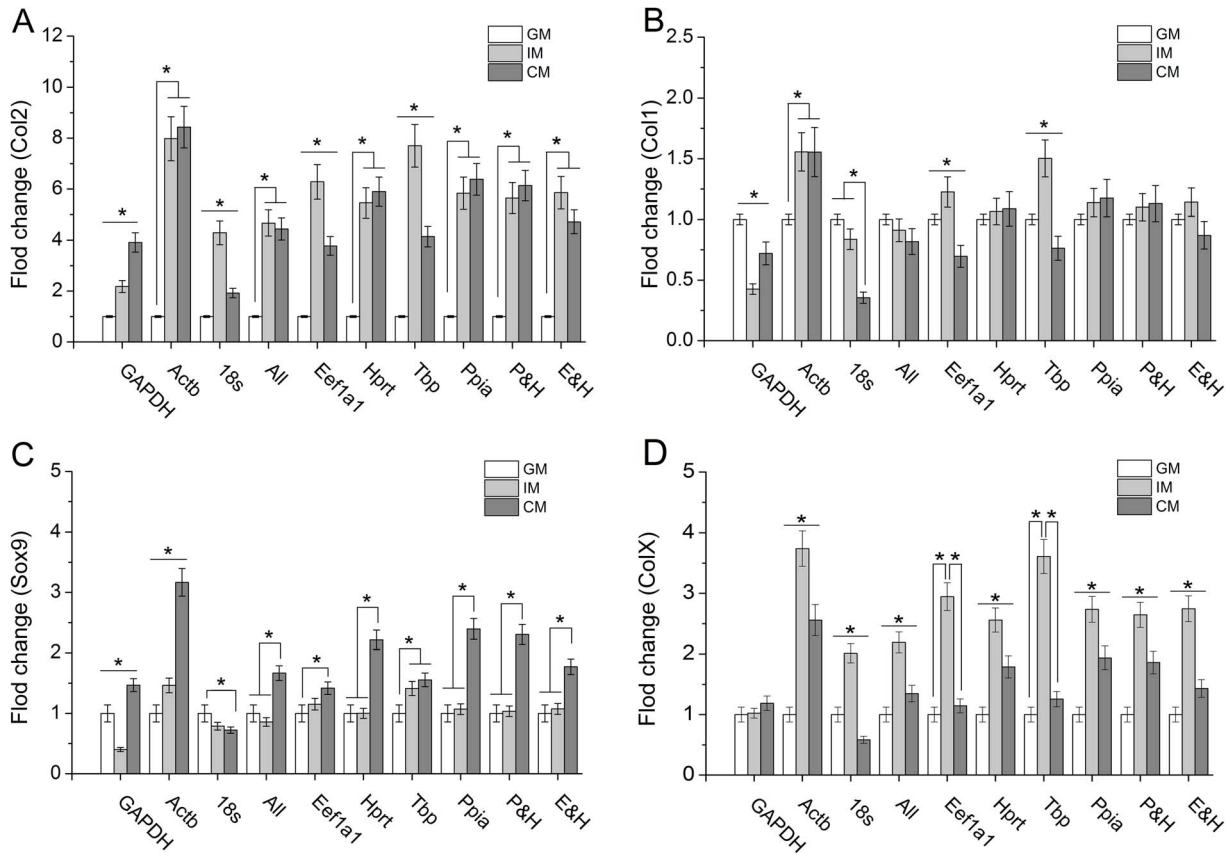 A
GM
IM
CM
Flod change (Col2)
12
10
8
6
4
2
0
* * * * * * * * * *
GAPDH
Actb
18s
All
Eef1a1
Hprt
Tbp
Ppia
P&H
E&H
B
GM
IM
CM
Flod change (Col1)
2.5
2.0
1.5
1.0
0.5
0.0
* * * * *
GAPDH
Actb
18s
All
Eef1a1
Hprt
Tbp
Ppia
P&H
E&H
C
GM
IM
CM
Flod change (Sox9)
5
4
3
2
1
0
* * * * * * * * * *
GAPDH
Actb
18s
All
Eef1a1
Hprt
Tbp
Ppia
P&H
E&H
D
GM
IM
CM
Flod change (ColX)
5
4
3
2
1
0
* * * * * * * * * * *
GAPDH
Actb
18s
All
Eef1a1
Hprt
Tbp
Ppia
P&H
E&H